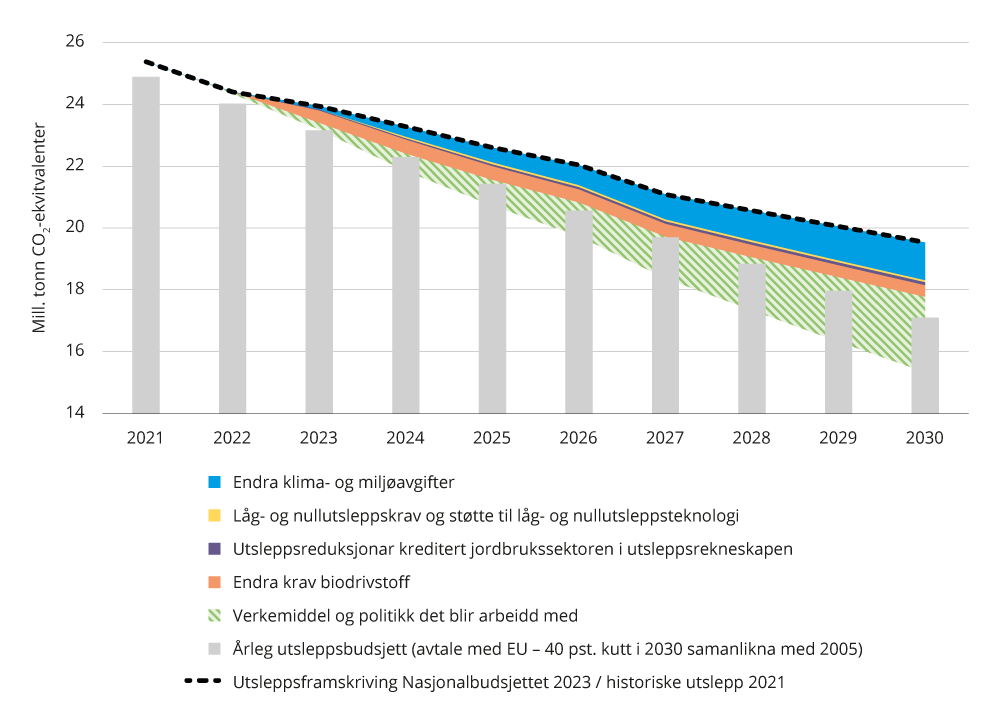 26
24
22
20
18
16
14
Mill. tonn CO₂-ekvitvalenter
2021 2022 2023 2024 2025 2026 2027 2028 2029 2030
Endra klima- og miljøavgifter
Låg- og nullutsleppskrav og støtte til låg- og nullutsleppsteknologi
Utsleppsreduksjonar kreditert jordbrukssektoren i utsleppsrekneskapen
Endra krav biodrivstoff
Verkemiddel og politikk det blir arbeidd med
Årleg utsleppsbudsjett (avtale med EU – 40 pst. kutt i 2030 samanlikna med 2005)
Utsleppsframskriving Nasjonalbudsjettet 2023 / historiske utslepp 2021